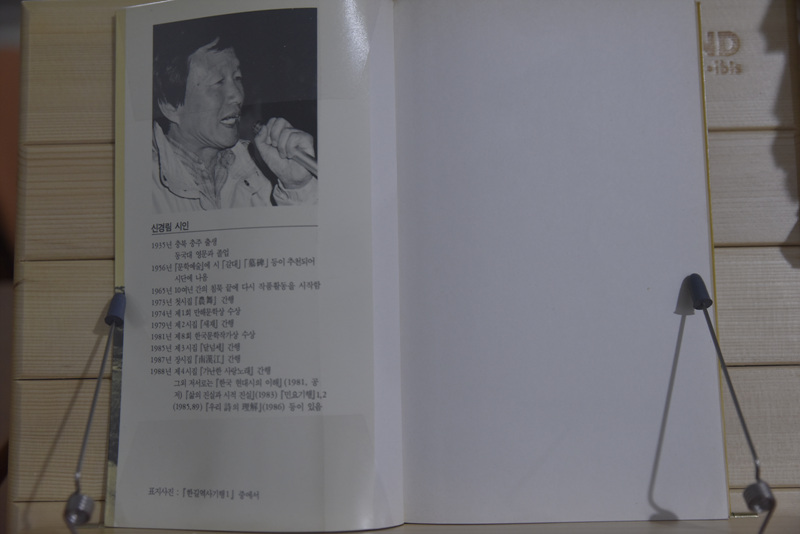 신경림 시인
1935년 충북 충주 출생
동국대 영문과 졸업
1956년 『문학예술』에 시 「갈대」 「墓碑」 등이 추천되어
시단에 나옴
1965년 10여년 간의 침묵 끝에 다시 작품활동을 시작함
1973년 첫시집 『農舞』 간행
1974년 제1회 만해문학상 수상
1979년 제2시집 『새재』 간행
1981년 제8회 한국문학작가상 수상
1985년 제3시집 『달넘세』 간행
1987년 장시집 『南漢江』 간행
1988년 제4시집 『가난한 사랑노래』 간행
그외 저서로는 『한국 현대시의 이해』(1981, 공
저) 『삶의 진실과 시적 진실』(1983) 『민요기행』1,2
(1985,89) 『우리 詩의 理解』(1986) 등이 있음
표지사진 : 『한길역사기행1』 중에서
ND
ibis